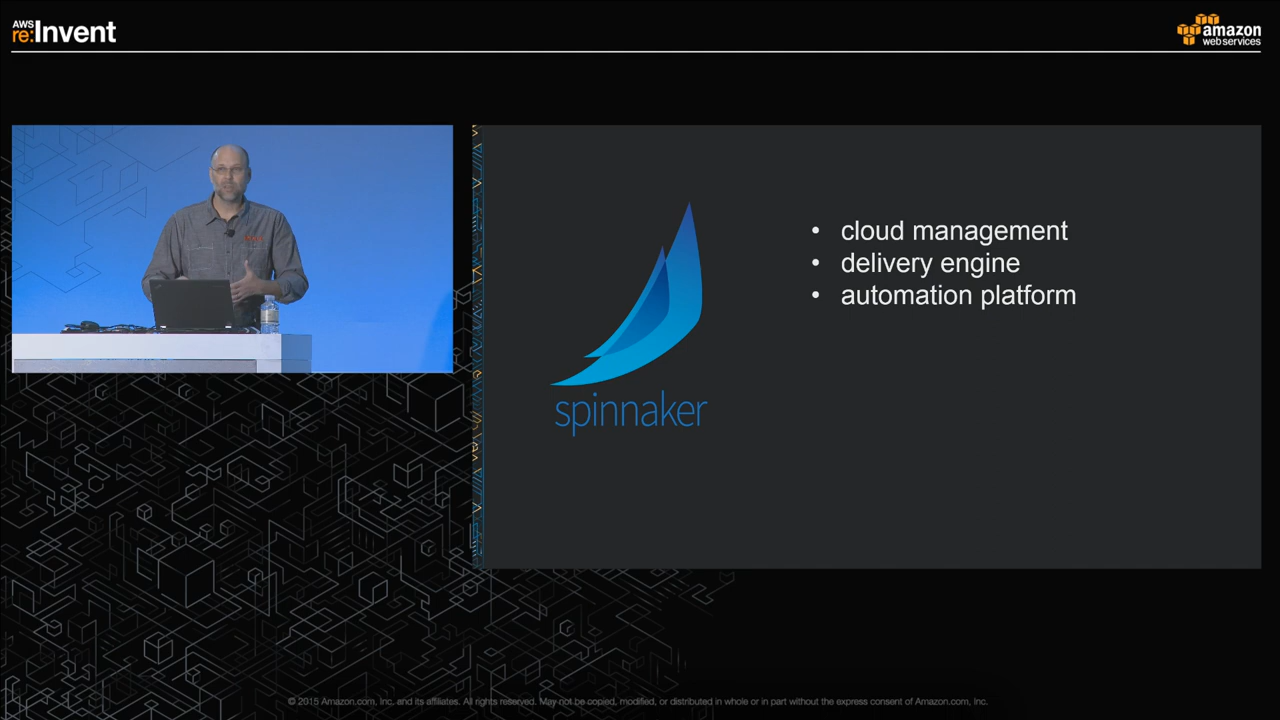 AWS
re:Invent
amazon
web services
• cloud management
• delivery engine
• automation platform
spinnaker
© 2015 Amazon.com, Inc. and its affiliates. All rights reserved. May not be copied, modified, or distributed in whole or in part without the express consent of Amazon.com, Inc.